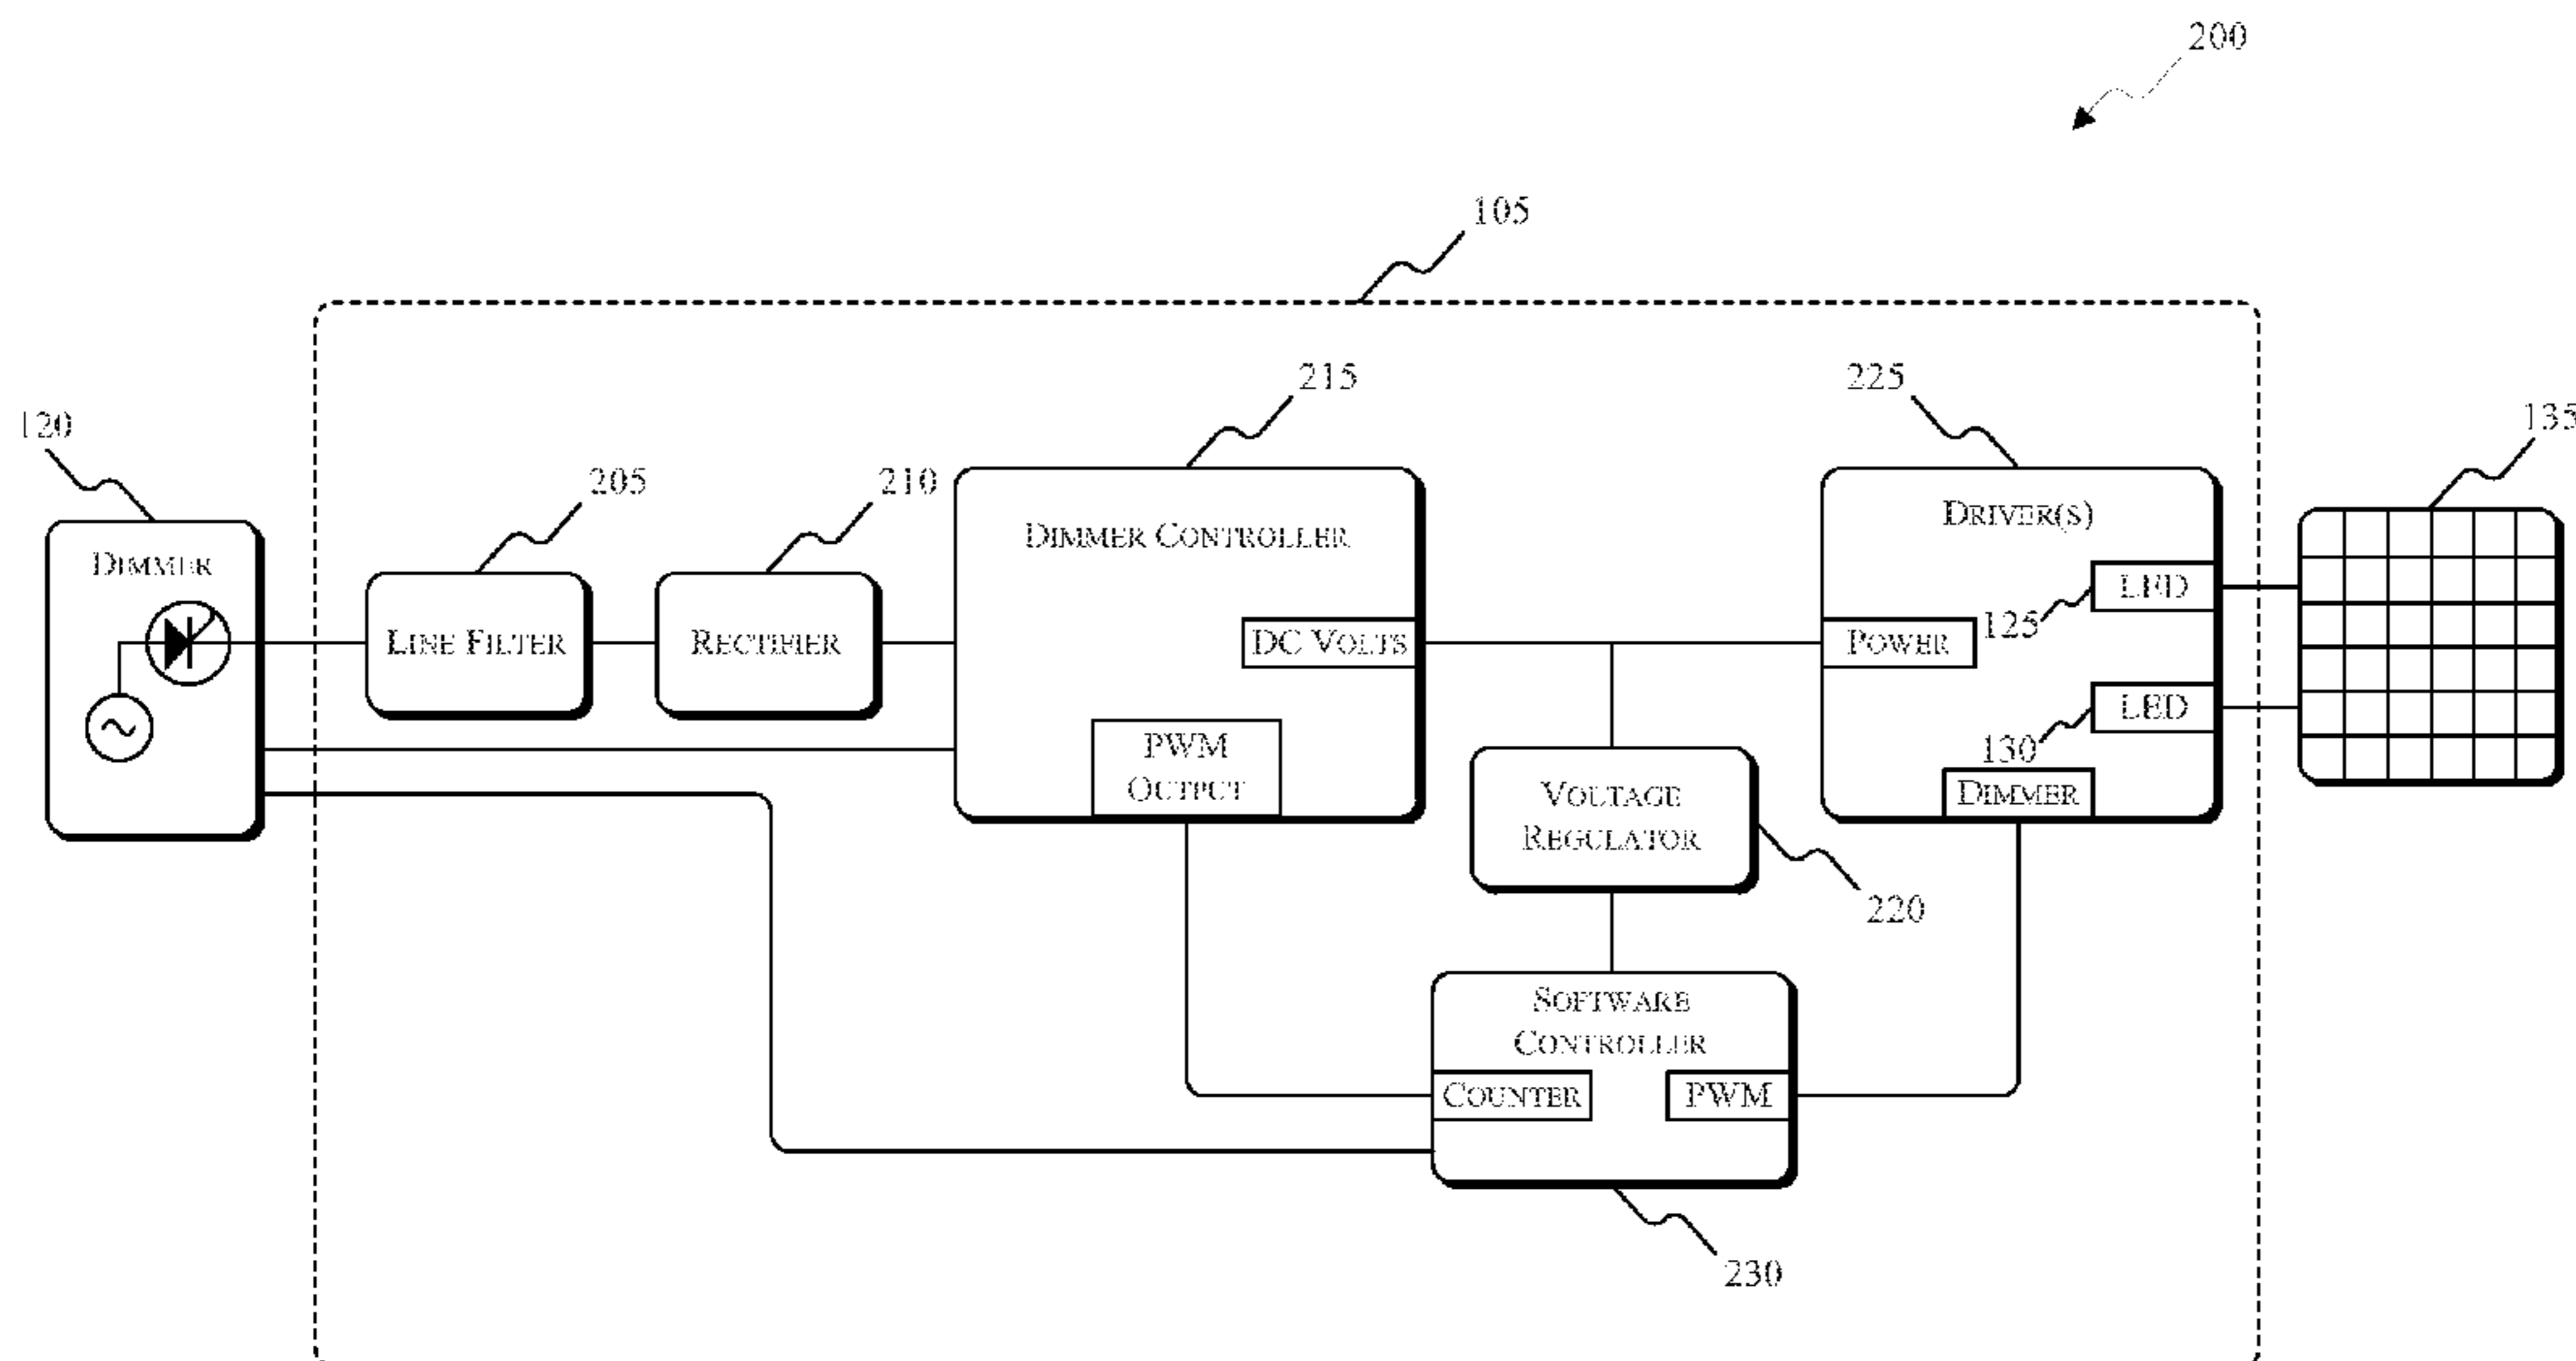 200
105
215
225
120
135
205
210
DIMMER
DIMMER CONTROLLER
DRIVER(S)
LED
125
LINE FILTER
RECTIFIER
DC VOLTS
POWER
LED
130
PWM
OUTPUT
DIMMER
VOLTAGE
REGULATOR
220
SOFTWARE
CONTROLLER
COUNTER
PWM
230